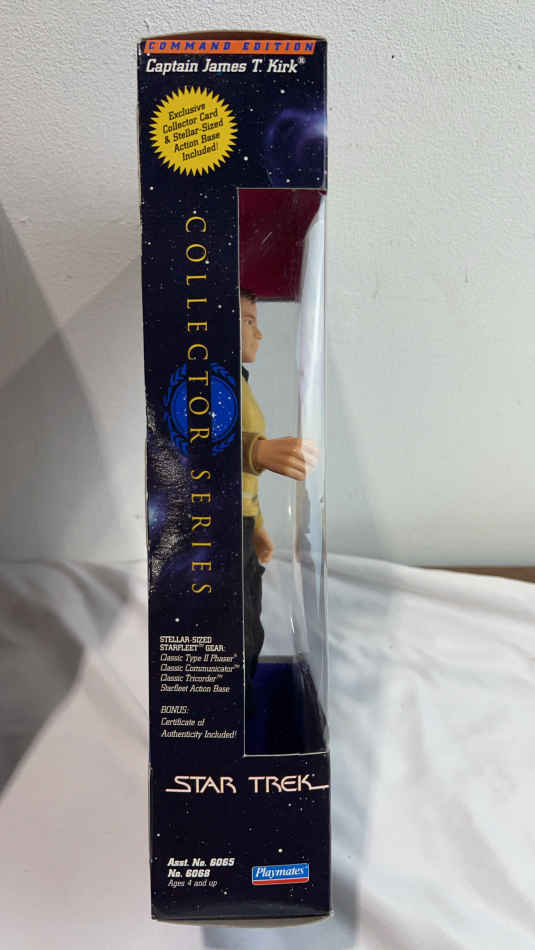 COMMAND EDITION
Captain James T. Kirk®
Exclusive
Collector Card
& Stellar-Sized
Action Base
Included!
COLLECTOR SERIES
STELLAR-SIZED
STARFLEET™ GEAR:
Classic Type II Phaser®
Classic Communicator™
Classic Tricorder™
Starfleet Action Base
BONUS:
Certificate of
Authenticity Included!
STAR TREK
Asst. No. 6065
No. 6068
Ages 4 and up
Playmates®